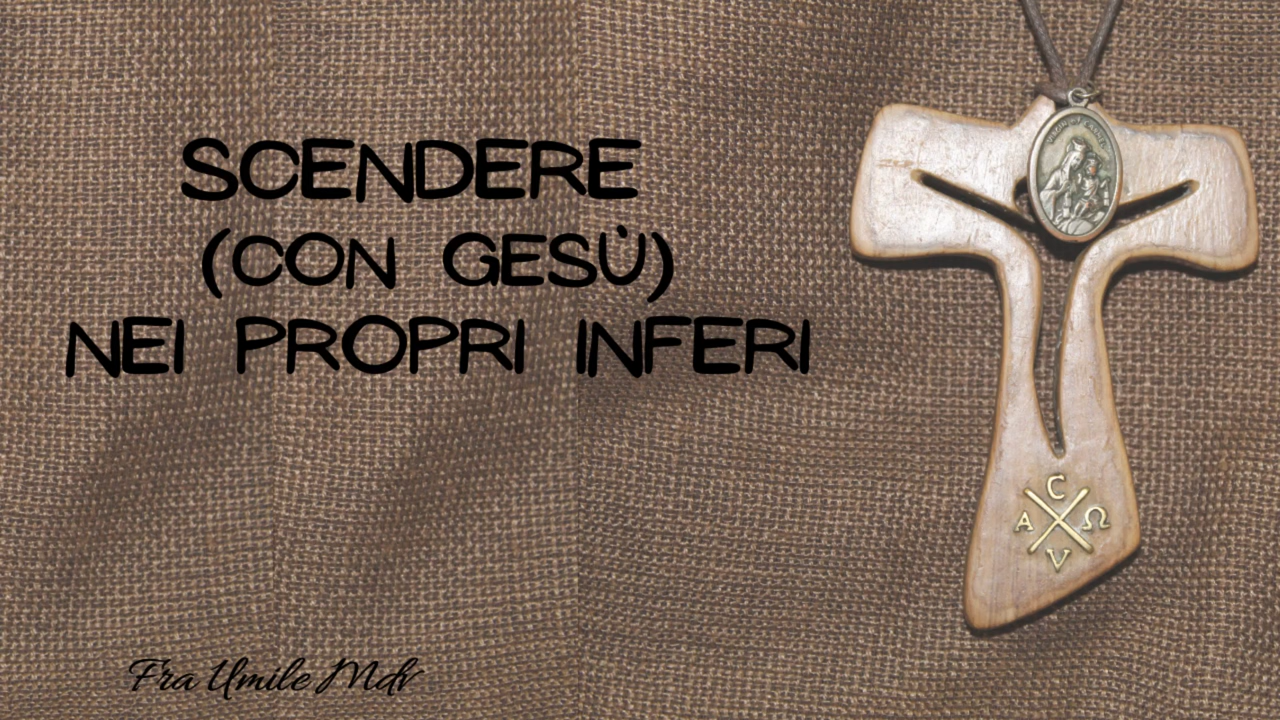 SCENDERE
(CON GESÙ)
NEI PROPRI INFERI
C
A Ω
V
Fra Umile Mdv